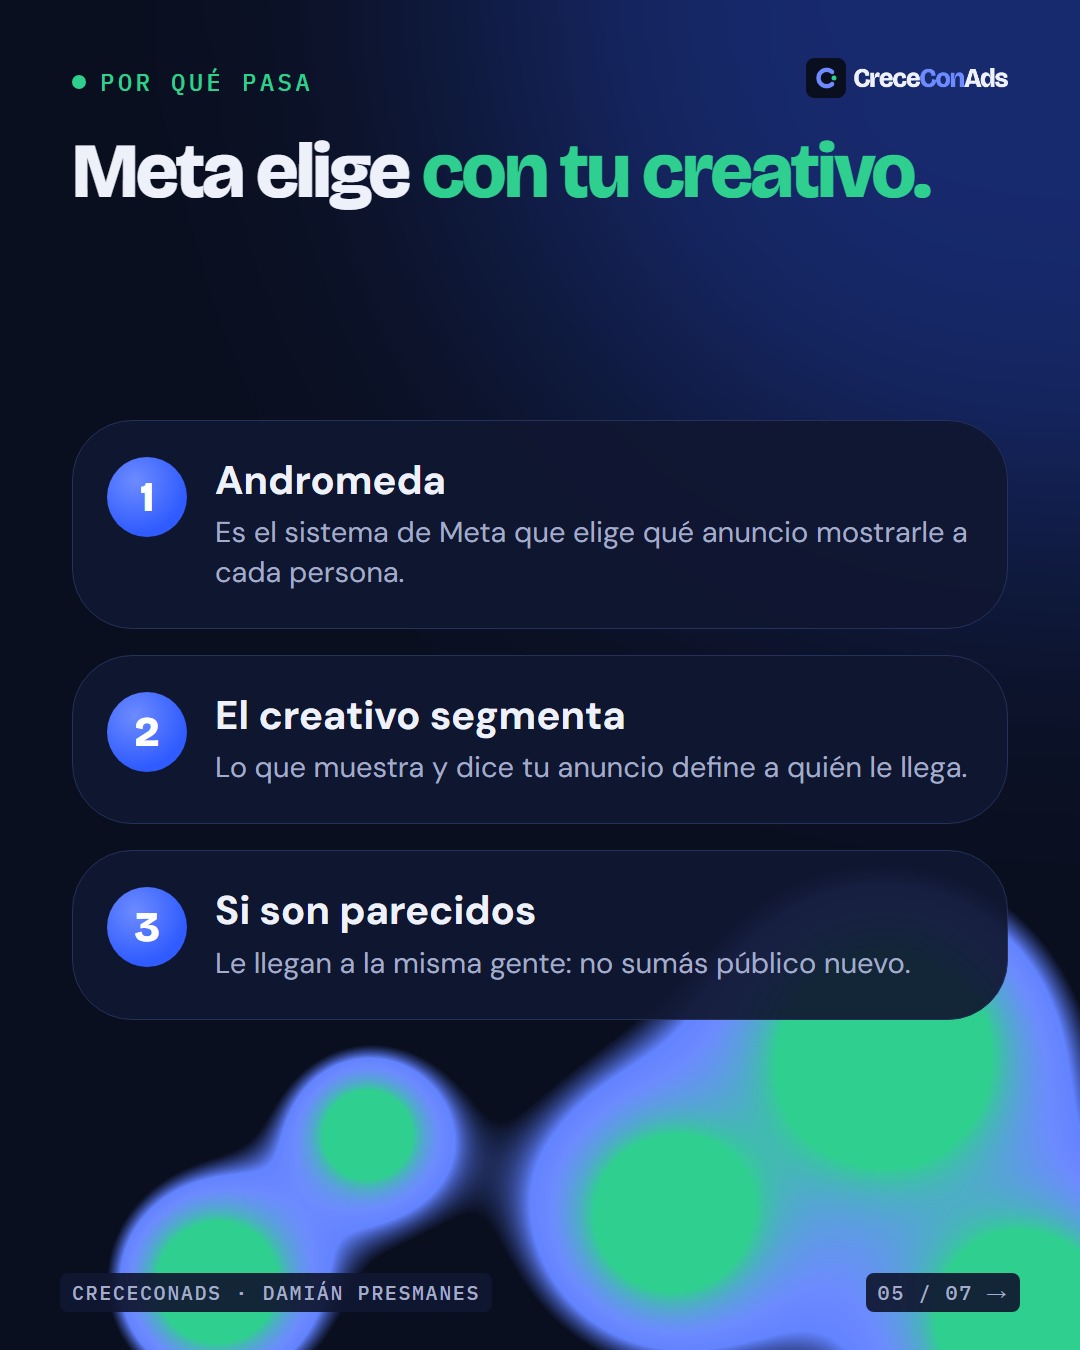 POR QUÉ PASA
CreceConAds
Meta elige con tu creativo.
1
Andromeda
Es el sistema de Meta que elige qué anuncio mostrarle a
cada persona.
2
El creativo segmenta
Lo que muestra y dice tu anuncio define a quién le llega.
3
Si son parecidos
Le llegan a la misma gente: no sumás público nuevo.
CRECECONADS · DAMIÁN PRESMANES
05 / 07 →